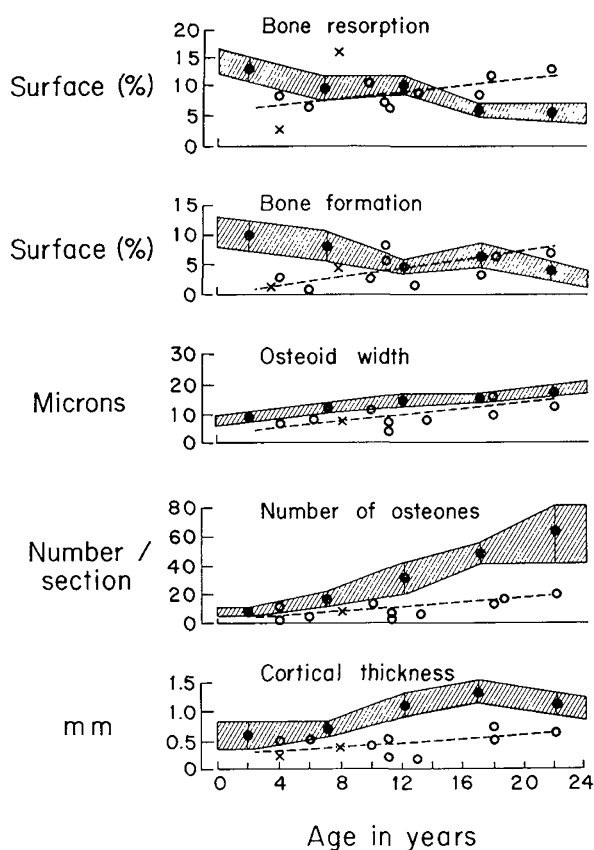 Bone resorption
Surface (%)
20
15
10
5
0
Bone formation
Surface (%)
15
10
5
0
Osteoid width
Microns
30
20
10
0
Number of osteones
Number /
section
80
60
40
20
0
Cortical thickness
mm
1.5
1.0
0.5
0
0 4 8 12 16 20 24
Age in years